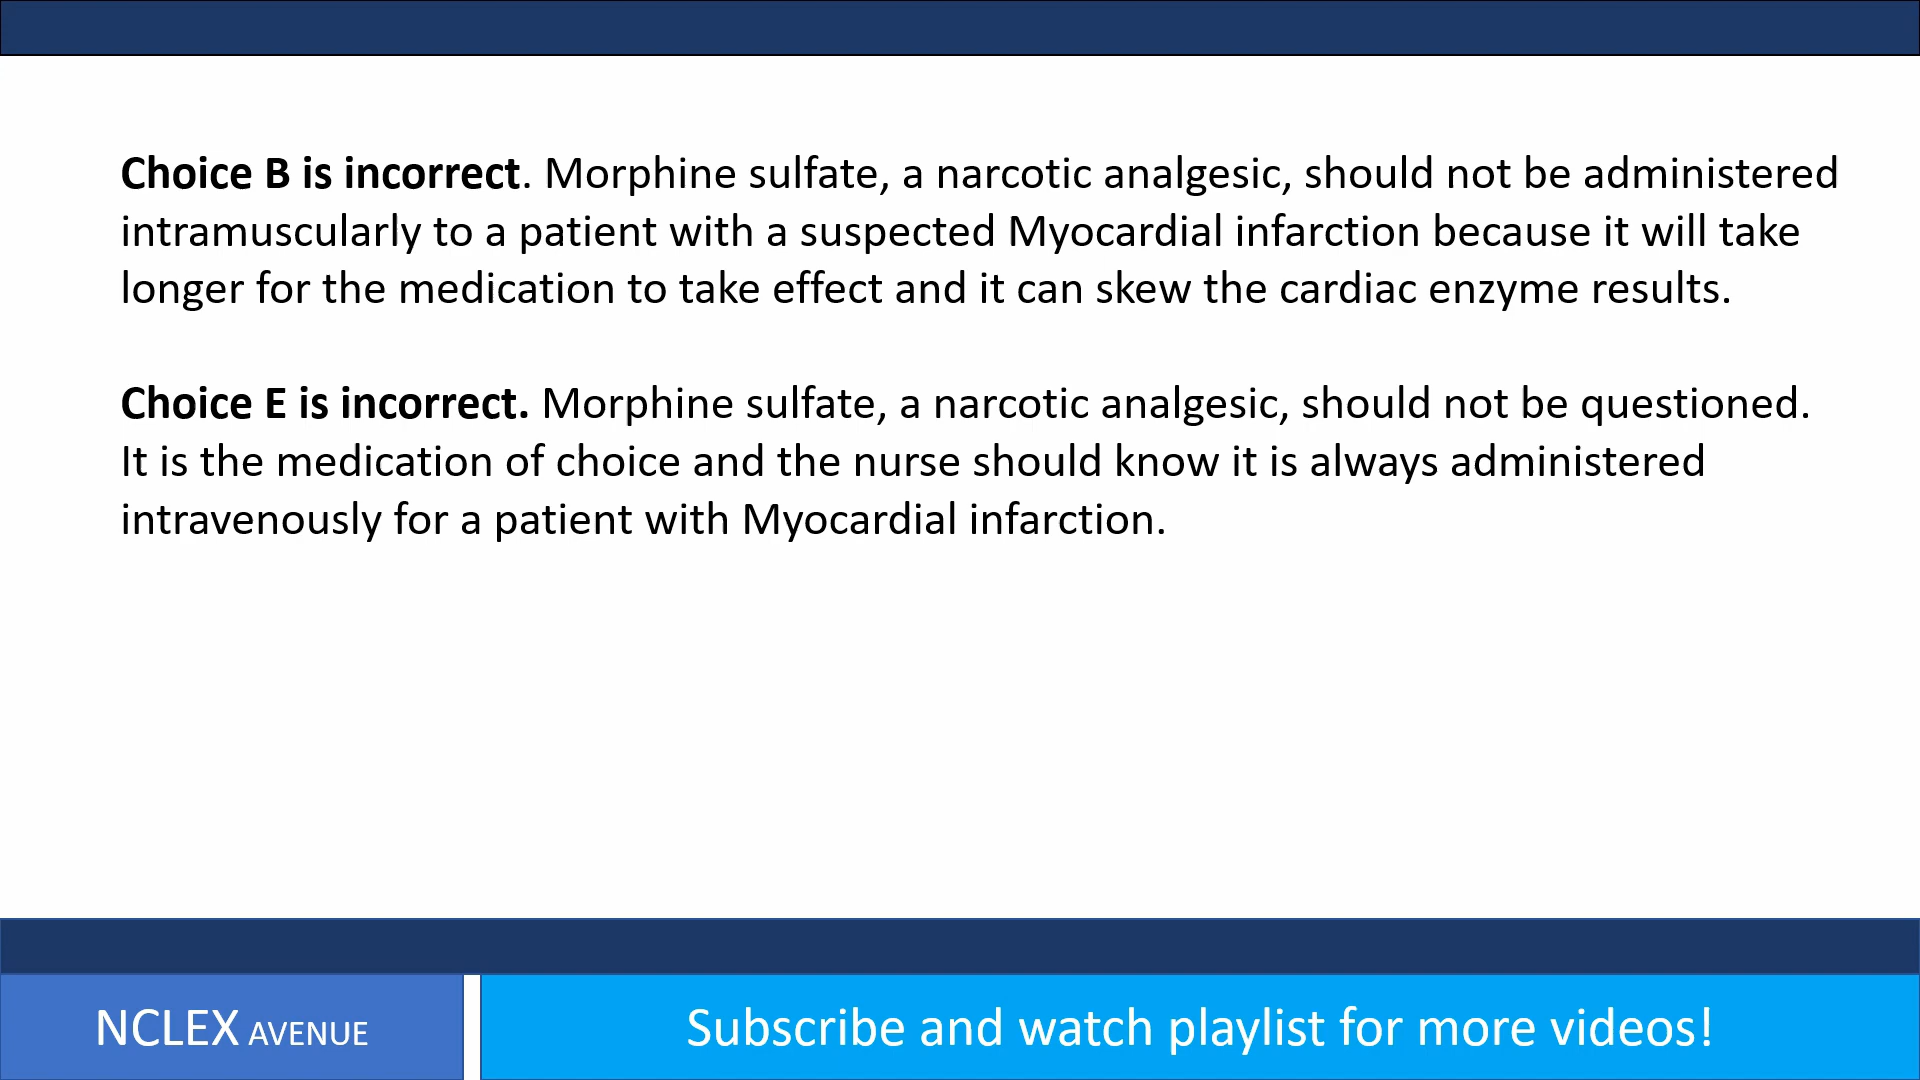 Choice B is incorrect. Morphine sulfate, a narcotic analgesic, should not be administered
intramuscularly to a patient with a suspected Myocardial infarction because it will take
longer for the medication to take effect and it can skew the cardiac enzyme results.
Choice E is incorrect. Morphine sulfate, a narcotic analgesic, should not be questioned.
It is the medication of choice and the nurse should know it is always administered
intravenously for a patient with Myocardial infarction.
NCLEX AVENUE
Subscribe and watch playlist for more videos!